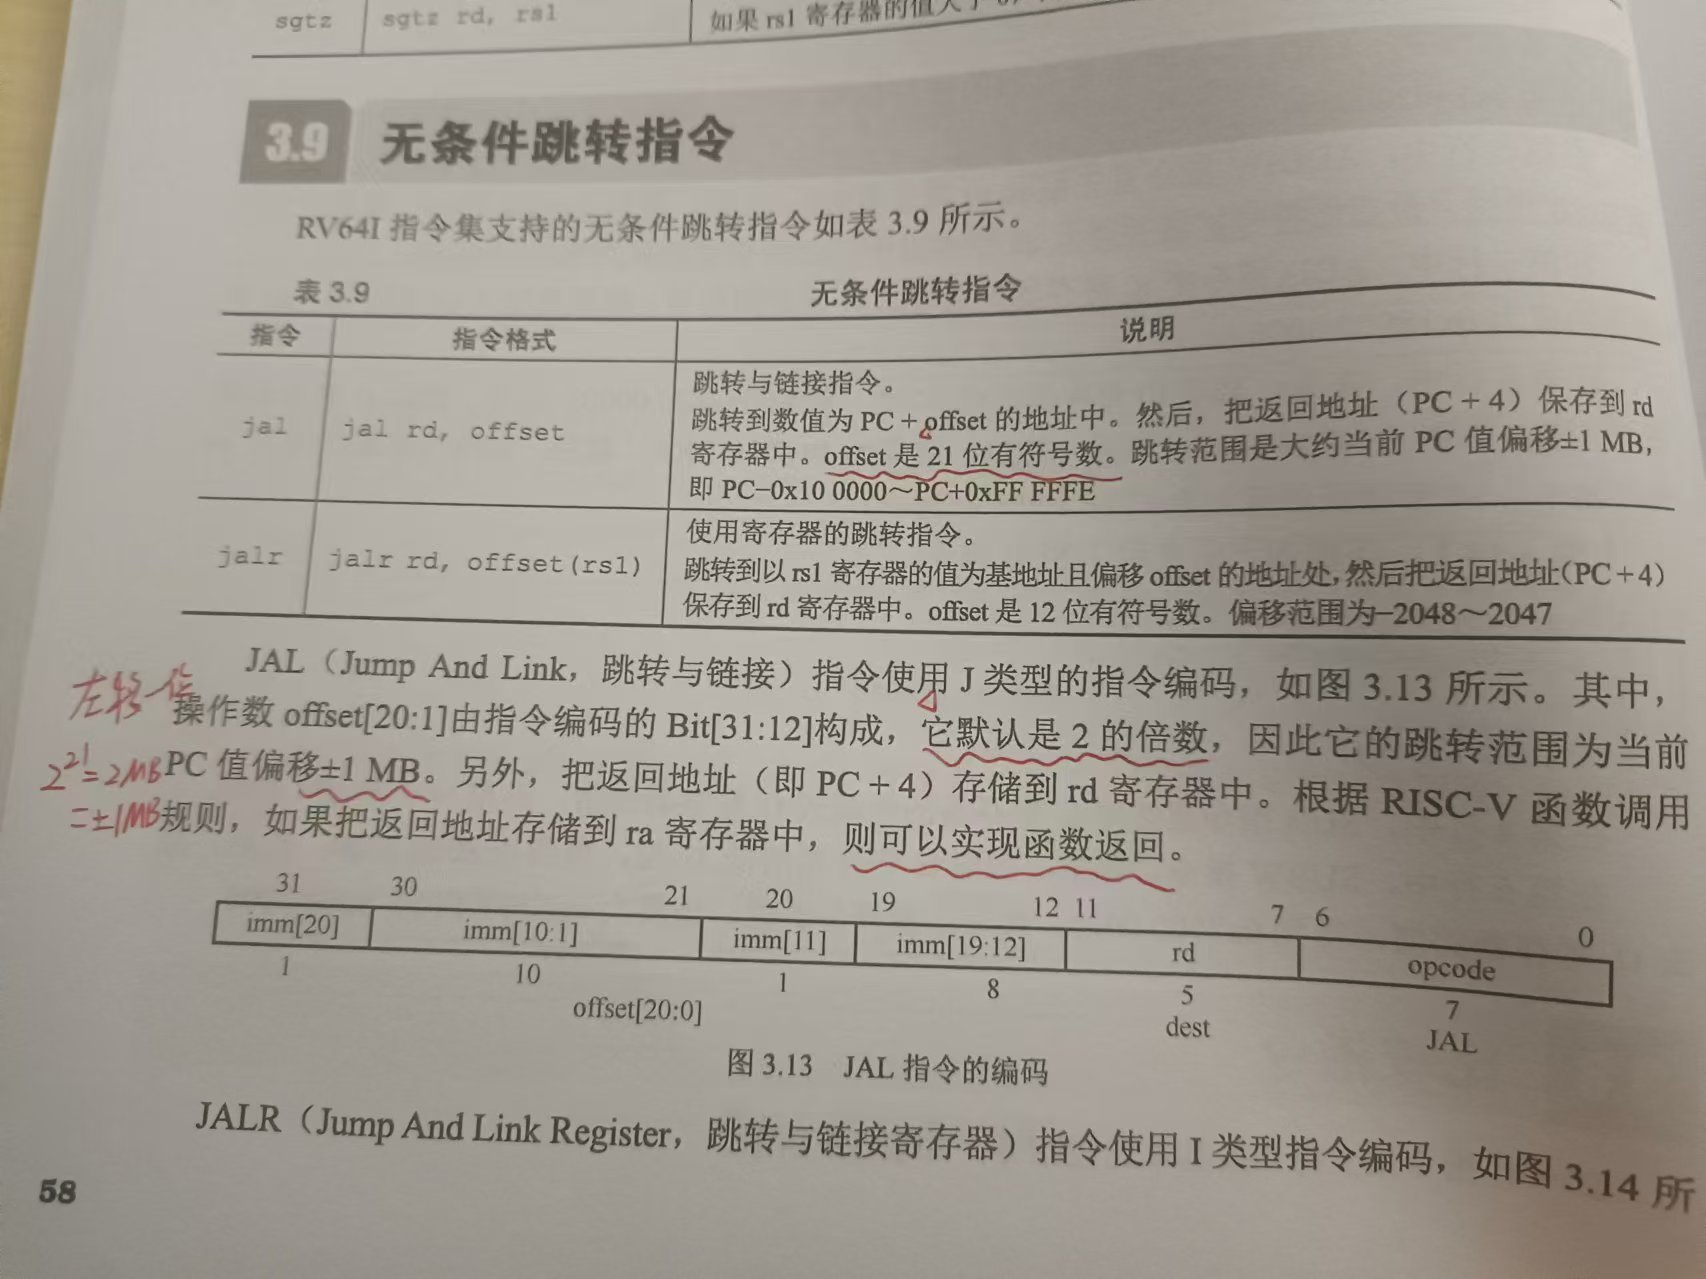 sgtz sgtz rd, rs1 如果 rs1 寄存器的值大于
3.9 无条件跳转指令
RV64I 指令集支持的无条件跳转指令如表 3.9 所示。
表 3.9 无条件跳转指令
指令 指令格式 说明
jal jal rd, offset
跳转与链接指令。
跳转到数值为 PC + offset 的地址中。然后，把返回地址（PC + 4）保存到 rd
寄存器中。offset 是 21 位有符号数。跳转范围是大约当前 PC 值偏移±1 MB，
即 PC−0x10 0000～PC+0xFF FFFE
jalr jalr rd, offset(rs1)
使用寄存器的跳转指令。
跳转到以 rs1 寄存器的值为基地址且偏移 offset 的地址处，然后把返回地址（PC + 4）
保存到 rd 寄存器中。offset 是 12 位有符号数。偏移范围为−2048～2047
JAL（Jump And Link，跳转与链接）指令使用 J 类型的指令编码，如图 3.13 所示。其中，
左移一位
操作数 offset[20:1]由指令编码的 Bit[31:12]构成，它默认是 2 的倍数，因此它的跳转范围为当前
2^21=2MB
PC 值偏移±1 MB。另外，把返回地址（即 PC + 4）存储到 rd 寄存器中。根据 RISC-V 函数调用
=±1MB
规则，如果把返回地址存储到 ra 寄存器中，则可以实现函数返回。
31 30 21 20 19 12 11 7 6 0
imm[20] imm[10:1] imm[11] imm[19:12] rd opcode
1 10 1 8 5 7
offset[20:0] dest JAL
图 3.13 JAL 指令的编码
JALR（Jump And Link Register，跳转与链接寄存器）指令使用 I 类型指令编码，如图 3.14 所
58